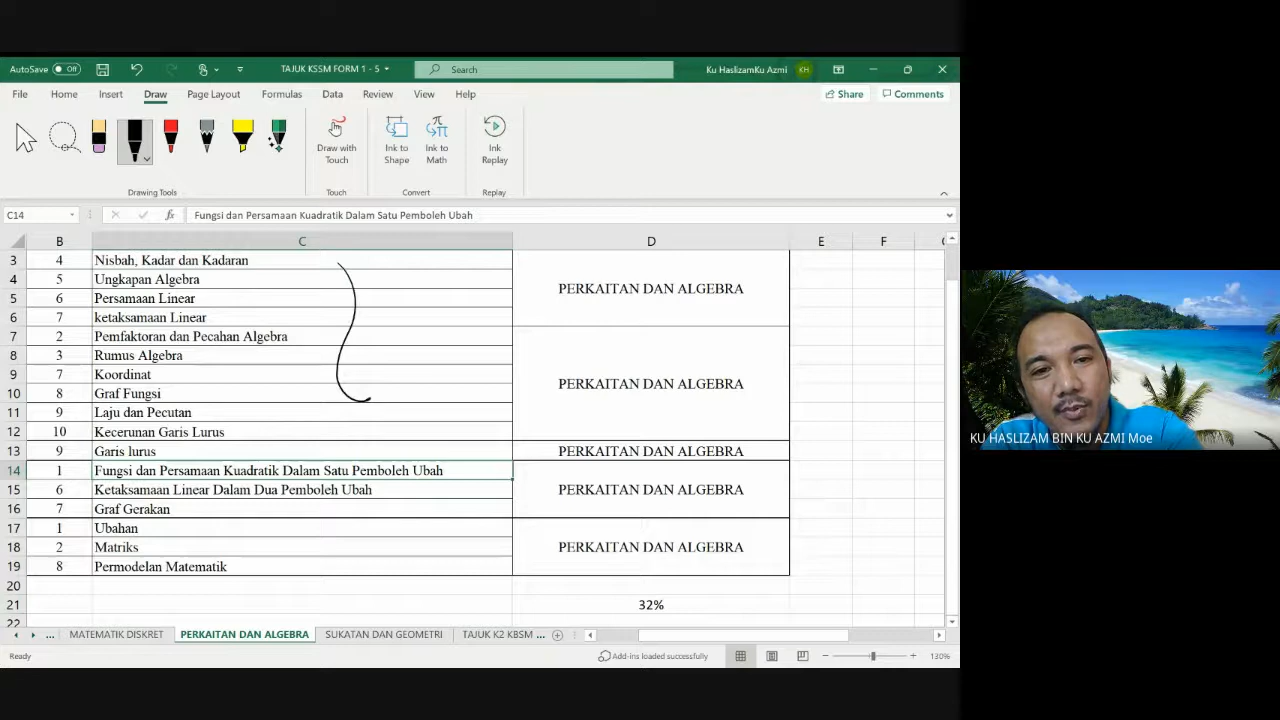 AutoSave Off TAJUK KSSM FORM 1 - 5 Search Ku HaslizamKu Azmi KH
File Home Insert Draw Page Layout Formulas Data Review View Help Share Comments
Draw with Touch
Ink to Shape
Ink to Math
Ink Replay
Drawing Tools Touch Convert Replay
C14 fx Fungsi dan Persamaan Kuadratik Dalam Satu Pemboleh Ubah
B C D E F
3 4 Nisbah, Kadar dan Kadaran
4 5 Ungkapan Algebra PERKAITAN DAN ALGEBRA
5 6 Persamaan Linear
6 7 ketaksamaan Linear
7 2 Pemfaktoran dan Pecahan Algebra
8 3 Rumus Algebra
9 7 Koordinat PERKAITAN DAN ALGEBRA
10 8 Graf Fungsi
11 9 Laju dan Pecutan
12 10 Kecerunan Garis Lurus
13 9 Garis lurus PERKAITAN DAN ALGEBRA
14 1 Fungsi dan Persamaan Kuadratik Dalam Satu Pemboleh Ubah
15 6 Ketaksamaan Linear Dalam Dua Pemboleh Ubah PERKAITAN DAN ALGEBRA
16 7 Graf Gerakan
17 1 Ubahan
18 2 Matriks PERKAITAN DAN ALGEBRA
19 8 Permodelan Matematik
20
21 32%
22
... MATEMATIK DISKRET PERKAITAN DAN ALGEBRA SUKATAN DAN GEOMETRI TAJUK K2 KBSM ...
Ready Add-ins loaded successfully 130%
KU HASLIZAM BIN KU AZMI Moe